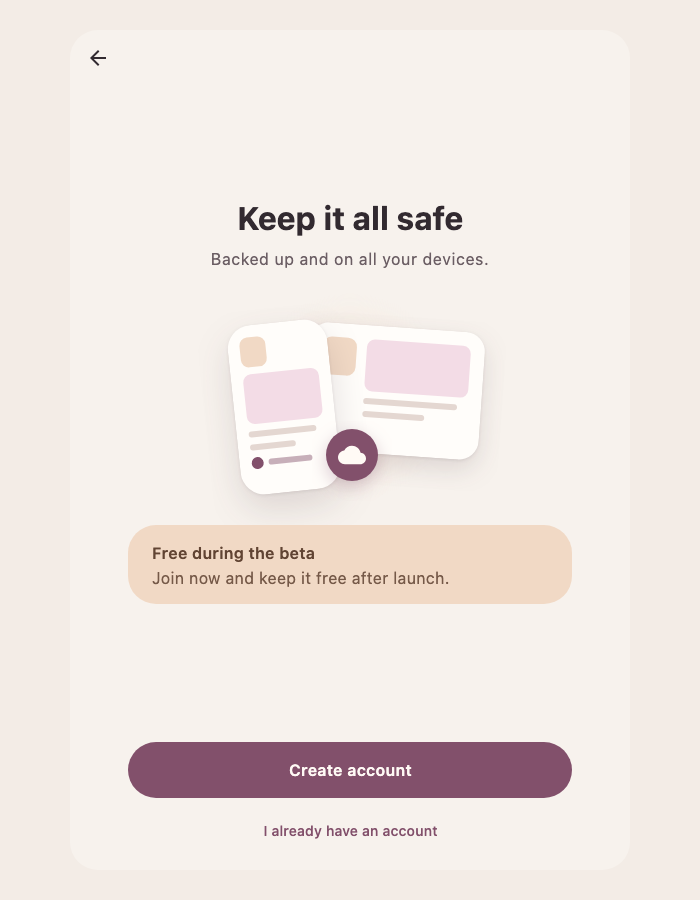 Keep it all safe
Backed up and on all your devices.
Free during the beta
Join now and keep it free after launch.
Create account
I already have an account